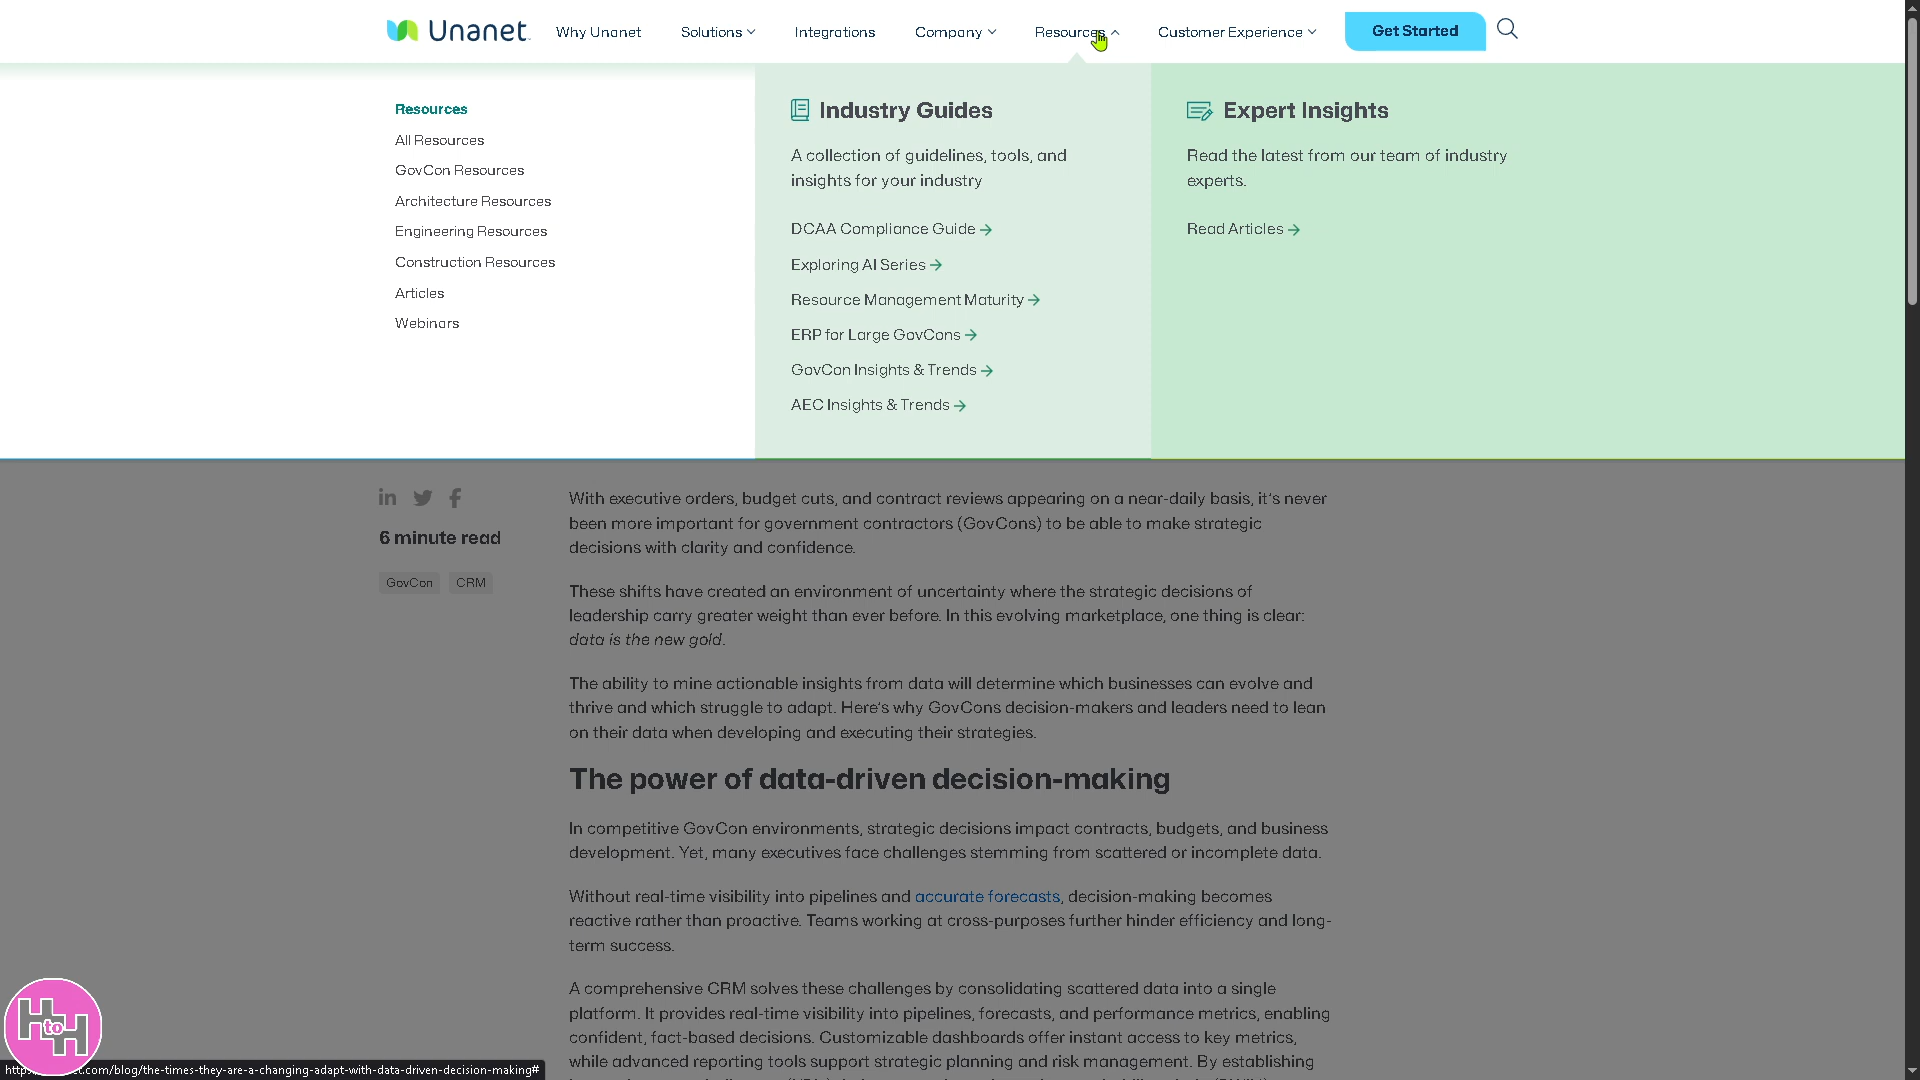 Unanet
Why Unanet
Solutions
Integrations
Company
Resources
Customer Experience
Get Started
Resources
All Resources
GovCon Resources
Architecture Resources
Engineering Resources
Construction Resources
Articles
Webinars
Industry Guides
A collection of guidelines, tools, and
insights for your industry
DCAA Compliance Guide
Exploring AI Series
Resource Management Maturity
ERP for Large GovCons
GovCon Insights & Trends
AEC Insights & Trends
Expert Insights
Read the latest from our team of industry
experts.
Read Articles
6 minute read
GovCon
CRM
With executive orders, budget cuts, and contract reviews appearing on a near-daily basis, it's never
been more important for government contractors (GovCons) to be able to make strategic
decisions with clarity and confidence.
These shifts have created an environment of uncertainty where the strategic decisions of
leadership carry greater weight than ever before. In this evolving marketplace, one thing is clear:
data is the new gold.
The ability to mine actionable insights from data will determine which businesses can evolve and
thrive and which struggle to adapt. Here's why GovCons decision-makers and leaders need to lean
on their data when developing and executing their strategies.
The power of data-driven decision-making
In competitive GovCon environments, strategic decisions impact contracts, budgets, and business
development. Yet, many executives face challenges stemming from scattered or incomplete data.
Without real-time visibility into pipelines and accurate forecasts, decision-making becomes
reactive rather than proactive. Teams working at cross-purposes further hinder efficiency and long-
term success.
A comprehensive CRM solves these challenges by consolidating scattered data into a single
platform. It provides real-time visibility into pipelines, forecasts, and performance metrics, enabling
confident, fact-based decisions. Customizable dashboards offer instant access to key metrics,
while advanced reporting tools support strategic planning and risk management. By establishing
H to H
.com/blog/the-times-they-are-a-changing-adapt-with-data-driven-decision-making#